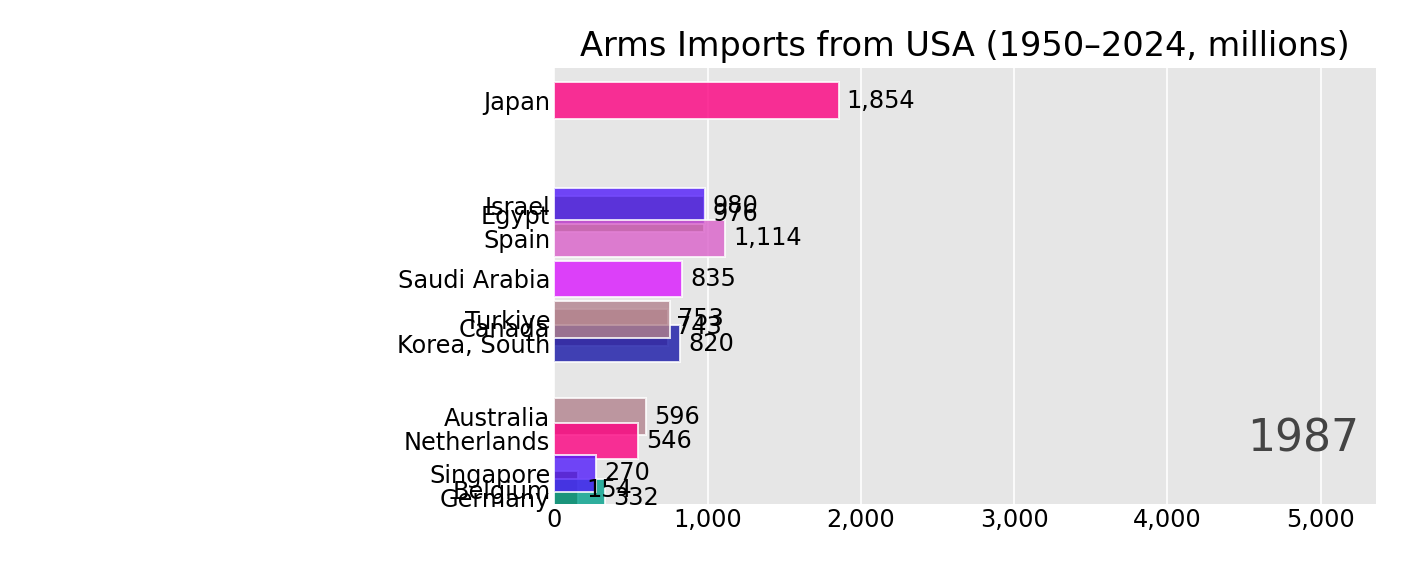 Arms Imports from USA (1950–2024, millions)
Japan 1,854
Israel 980
Egypt 976
Spain 1,114
Saudi Arabia 835
Turkiye 753
Canada 743
Korea, South 820
Australia 596
Netherlands 546
1987
Singapore 270
Belgium 154
Germany 332
0 1,000 2,000 3,000 4,000 5,000